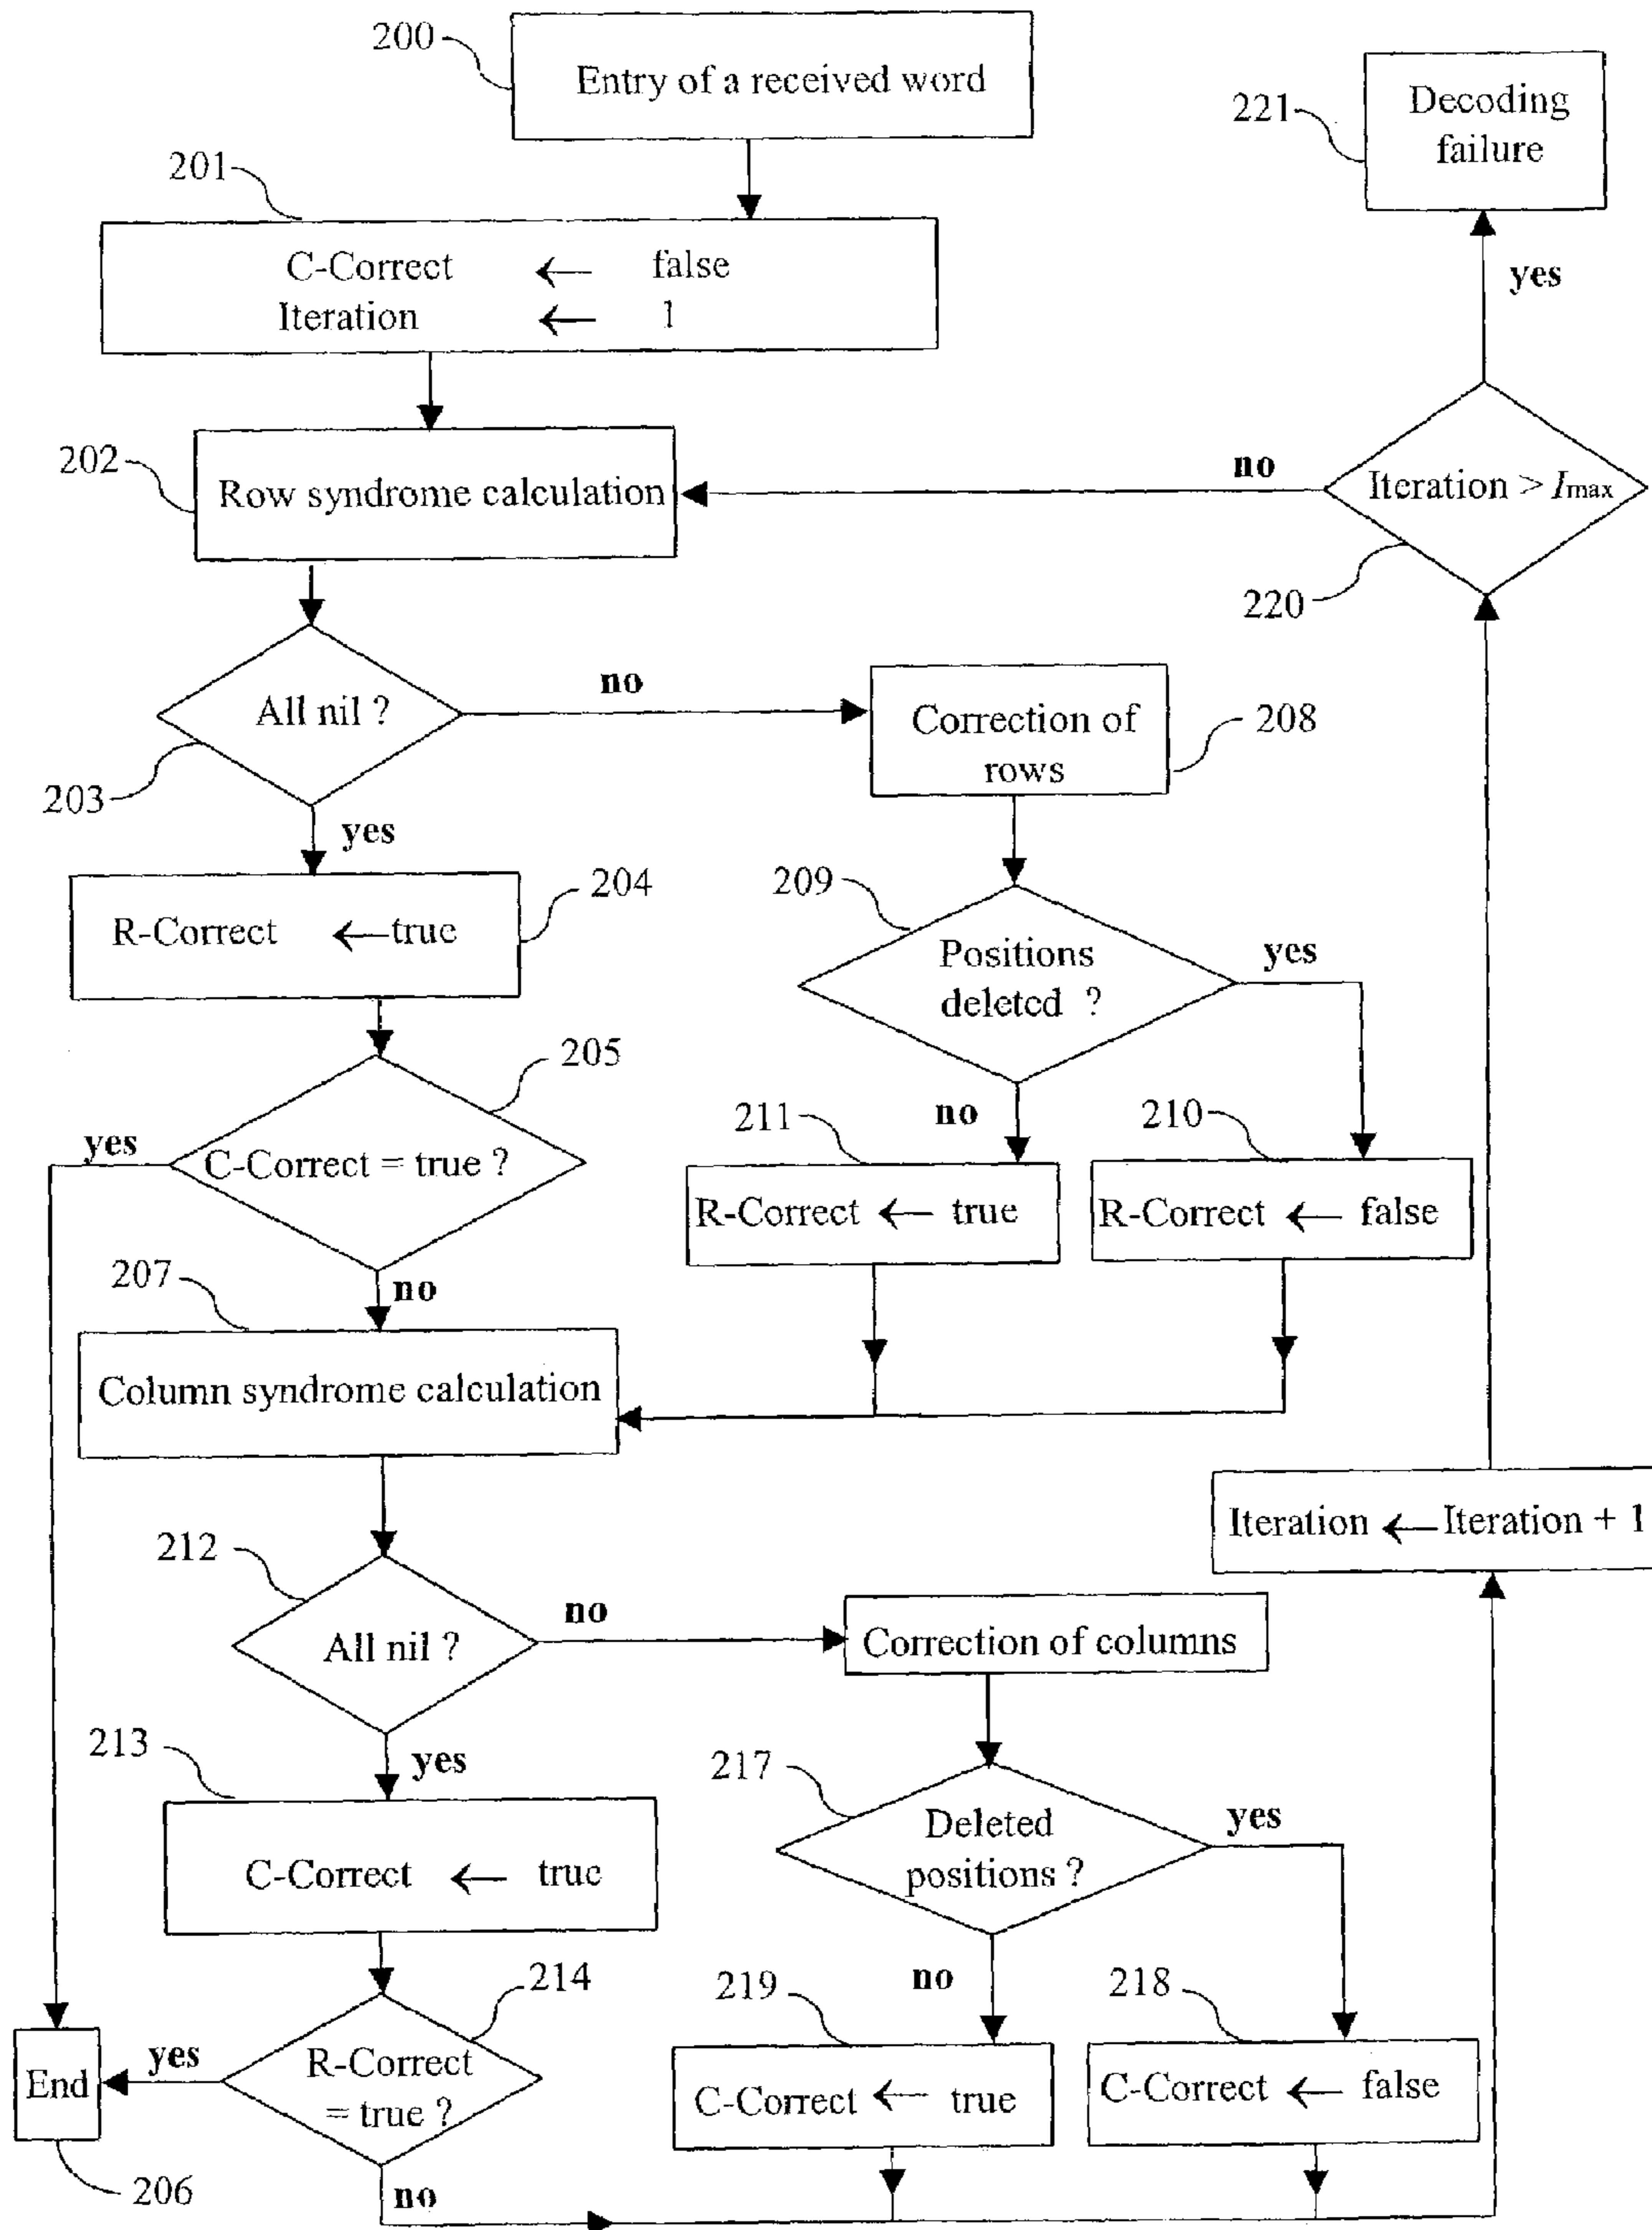 200
Entry of a received word
221
Decoding
failure
201
C-Correct ← false
Iteration ← 1
yes
202
Row syndrome calculation
no
Iteration > Imax
220
203
All nil ?
no
Correction of
rows
208
yes
204
R-Correct ← true
209
Positions
deleted ?
yes
205
C-Correct = true ?
yes
no
211
R-Correct ← true
no
210
R-Correct ← false
207
Column syndrome calculation
Iteration ← Iteration + 1
212
All nil ?
no
Correction of columns
213
yes
C-Correct ← true
217
Deleted
positions ?
yes
214
R-Correct
= true ?
yes
End
206
no
219
no
C-Correct ← true
218
C-Correct ← false